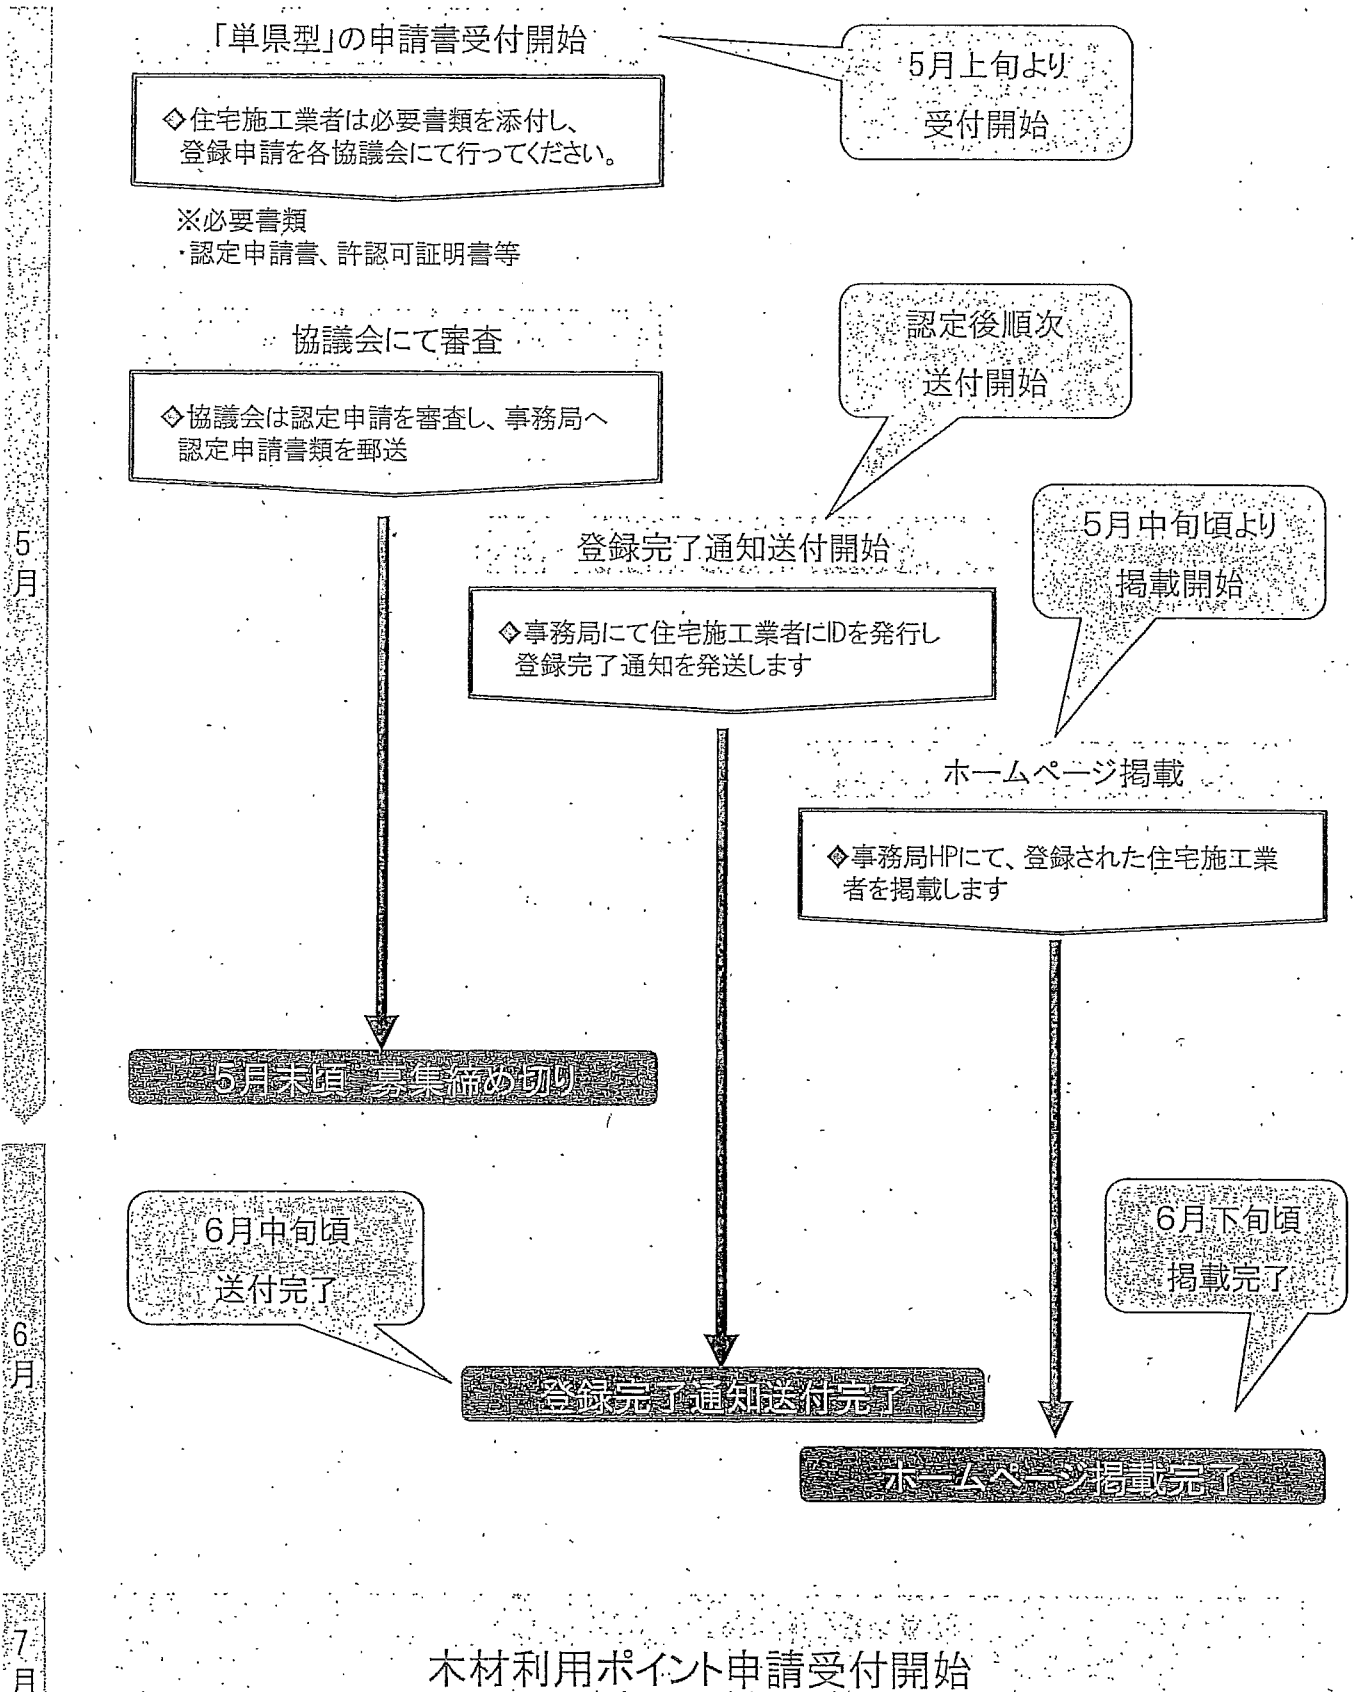 「単県型」の申請書受付開始
5月上旬より
受付開始
◇住宅施工業者は必要書類を添付し、
登録申請を各協議会にて行ってください。
※必要書類
・認定申請書、許認可証明書等
協議会にて審査
認定後順次
送付開始
◇協議会は認定申請を審査し、事務局へ
認定申請書類を郵送
5
月
登録完了通知送付開始
5月中旬頃より
掲載開始
◇事務局にて住宅施工業者にIDを発行し
登録完了通知を発送します
ホームページ掲載
◇事務局HPにて、登録された住宅施工業
者を掲載します
5月末頃 募集締め切り
6月中旬頃
送付完了
6月下旬頃
掲載完了
6
月
登録完了通知送付完了
ホームページ掲載完了
7
月
木材利用ポイント申請受付開始